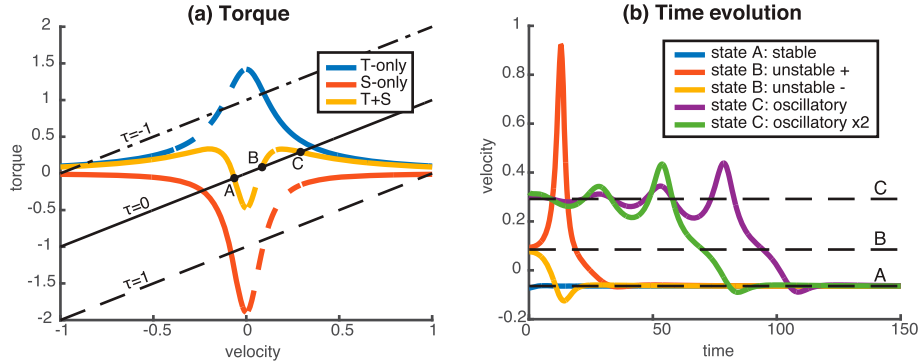 (a) Torque
2
1.5
1
0.5
0
-0.5
-1
-1.5
-2
torque
-1
-0.5
0
0.5
1
velocity
T-only
S-only
T+S
τ=-1
τ=0
τ=1
A
B
C
(b) Time evolution
1
0.8
0.6
0.4
0.2
0
-0.2
velocity
0
50
100
150
time
state A: stable
state B: unstable +
state B: unstable -
state C: oscillatory
state C: oscillatory x2
C
B
A